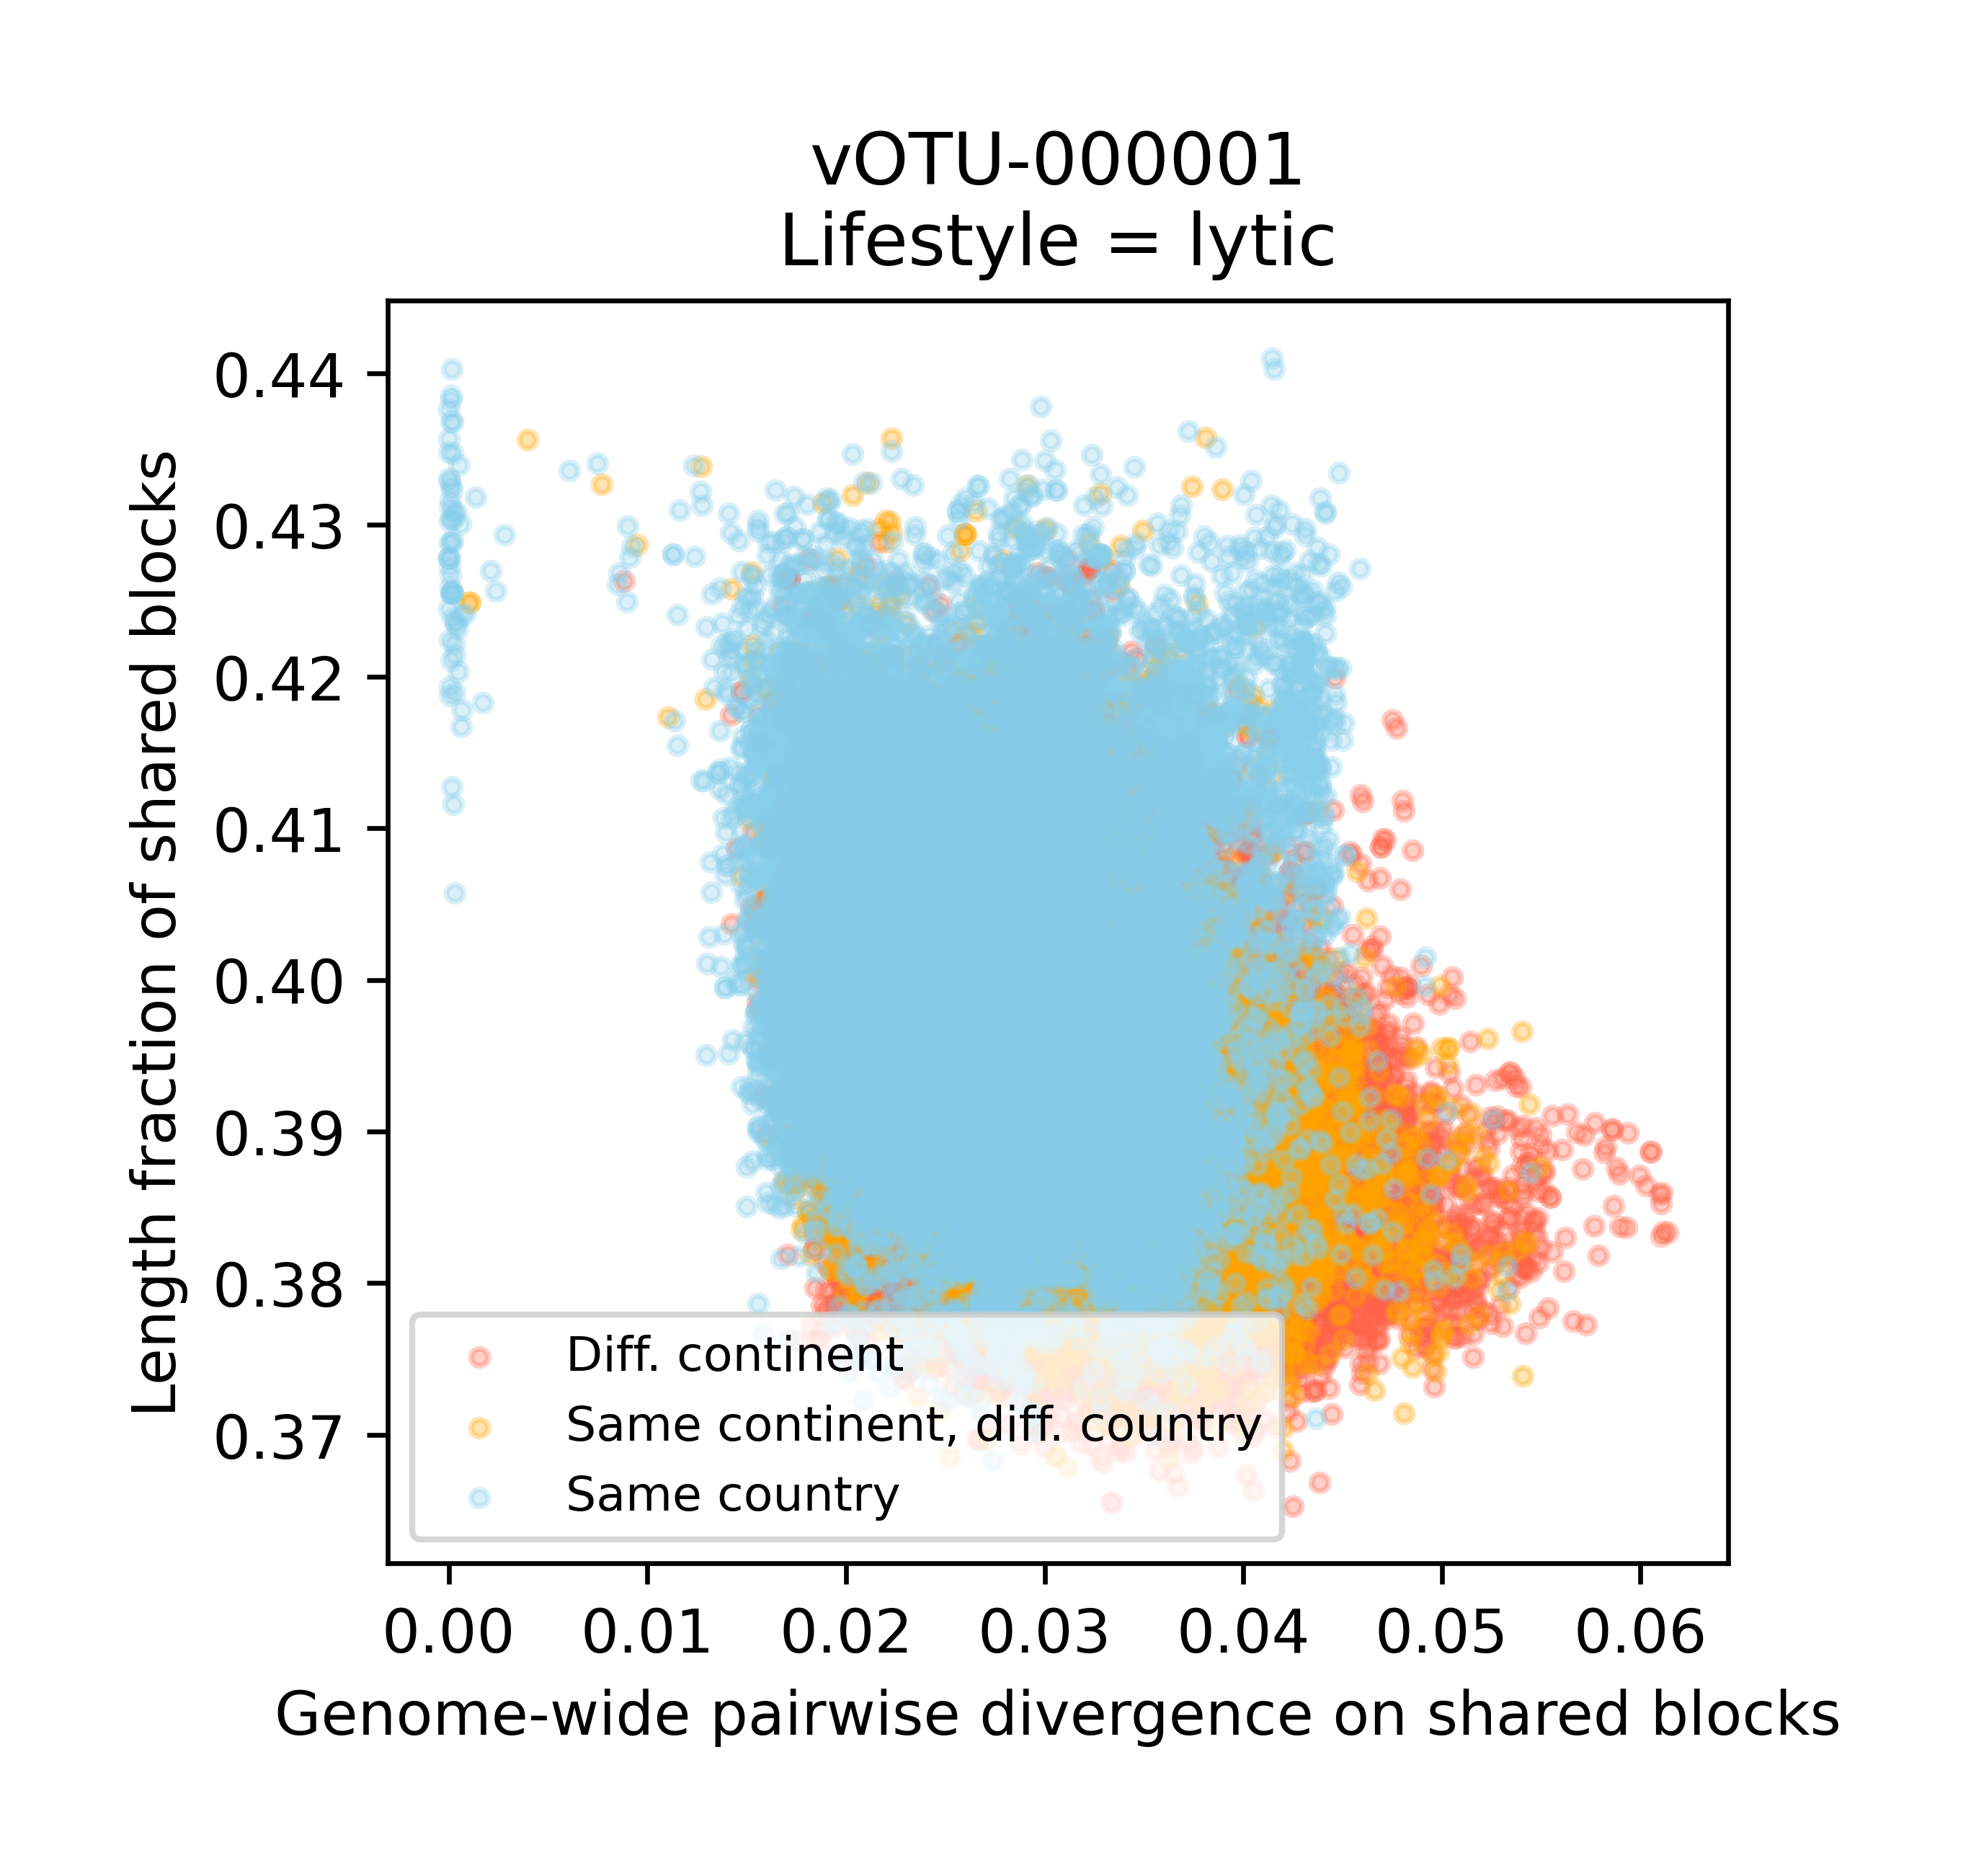 vOTU-000001
Lifestyle = lytic
Length fraction of shared blocks
0.44
0.43
0.42
0.41
0.40
0.39
0.38
0.37
Diff. continent
Same continent, diff. country
Same country
0.00 0.01 0.02 0.03 0.04 0.05 0.06
Genome-wide pairwise divergence on shared blocks